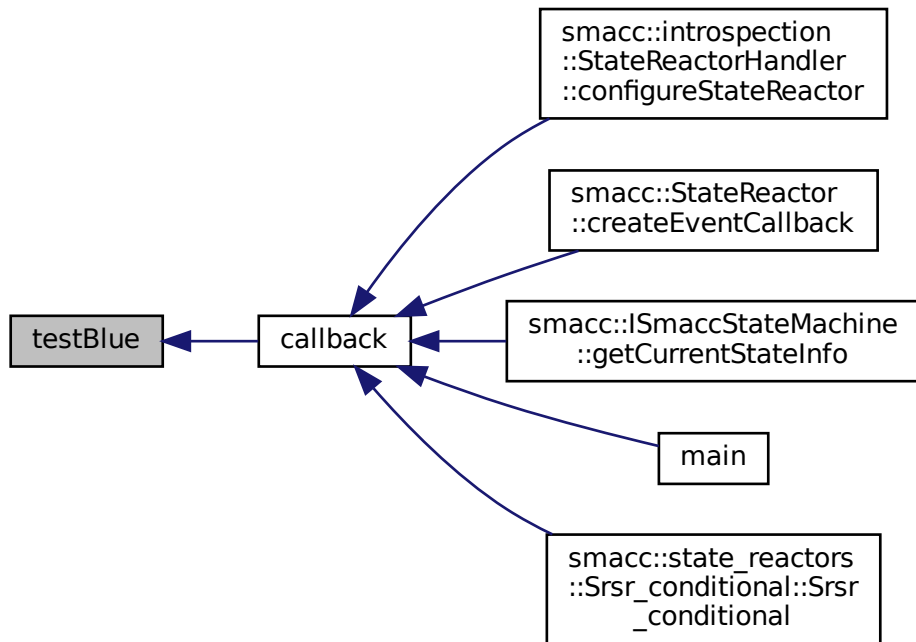 smacc::introspection
::StateReactorHandler
::configureStateReactor
smacc::StateReactor
::createEventCallback
testBlue
callback
smacc::ISmaccStateMachine
::getCurrentStateInfo
main
smacc::state_reactors
::Srsr_conditional::Srsr
_conditional